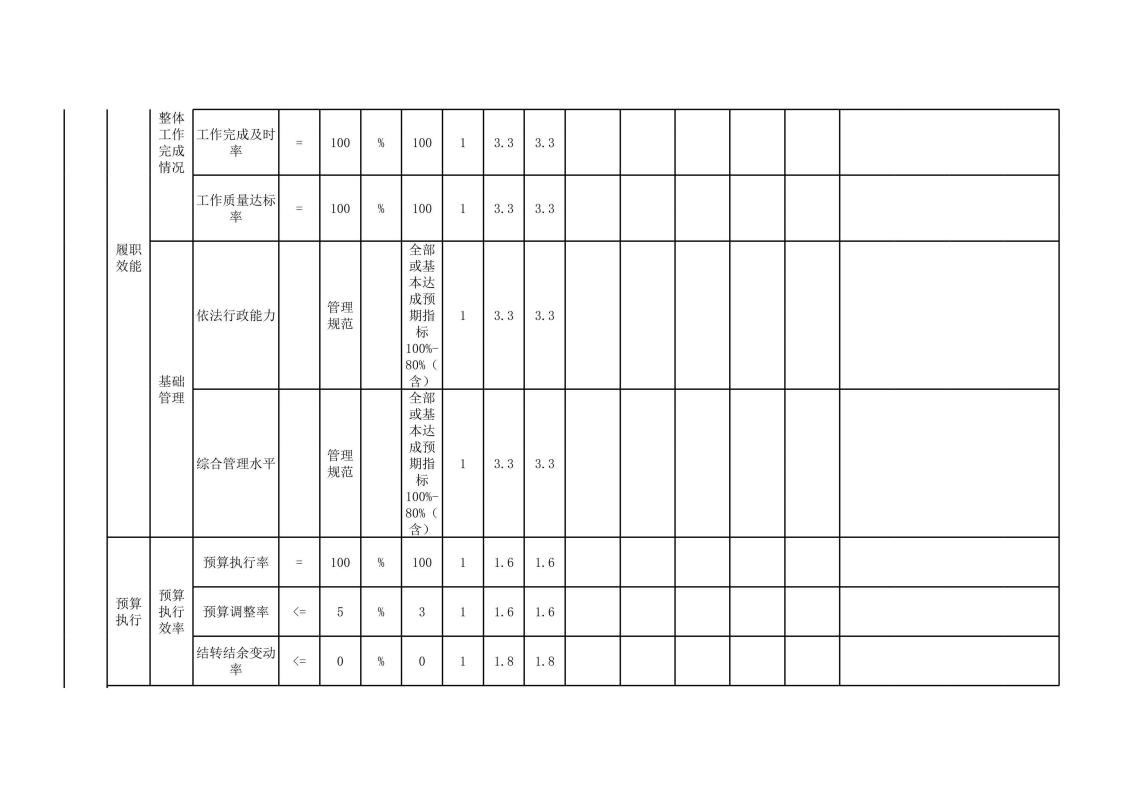 履职
效能
整体
工作
完成
情况
工作完成及时
率
=
100
%
100
1
3.3
3.3
工作质量达标
率
=
100
%
100
1
3.3
3.3
基础
管理
依法行政能力
管理
规范
全部
或基
本达
成预
期指
标
100%-
80%（
含）
1
3.3
3.3
综合管理水平
管理
规范
全部
或基
本达
成预
期指
标
100%-
80%（
含）
1
3.3
3.3
预算
执行
预算
执行
效率
预算执行率
=
100
%
100
1
1.6
1.6
预算调整率
<=
5
%
3
1
1.6
1.6
结转结余变动
率
<=
0
%
0
1
1.8
1.8